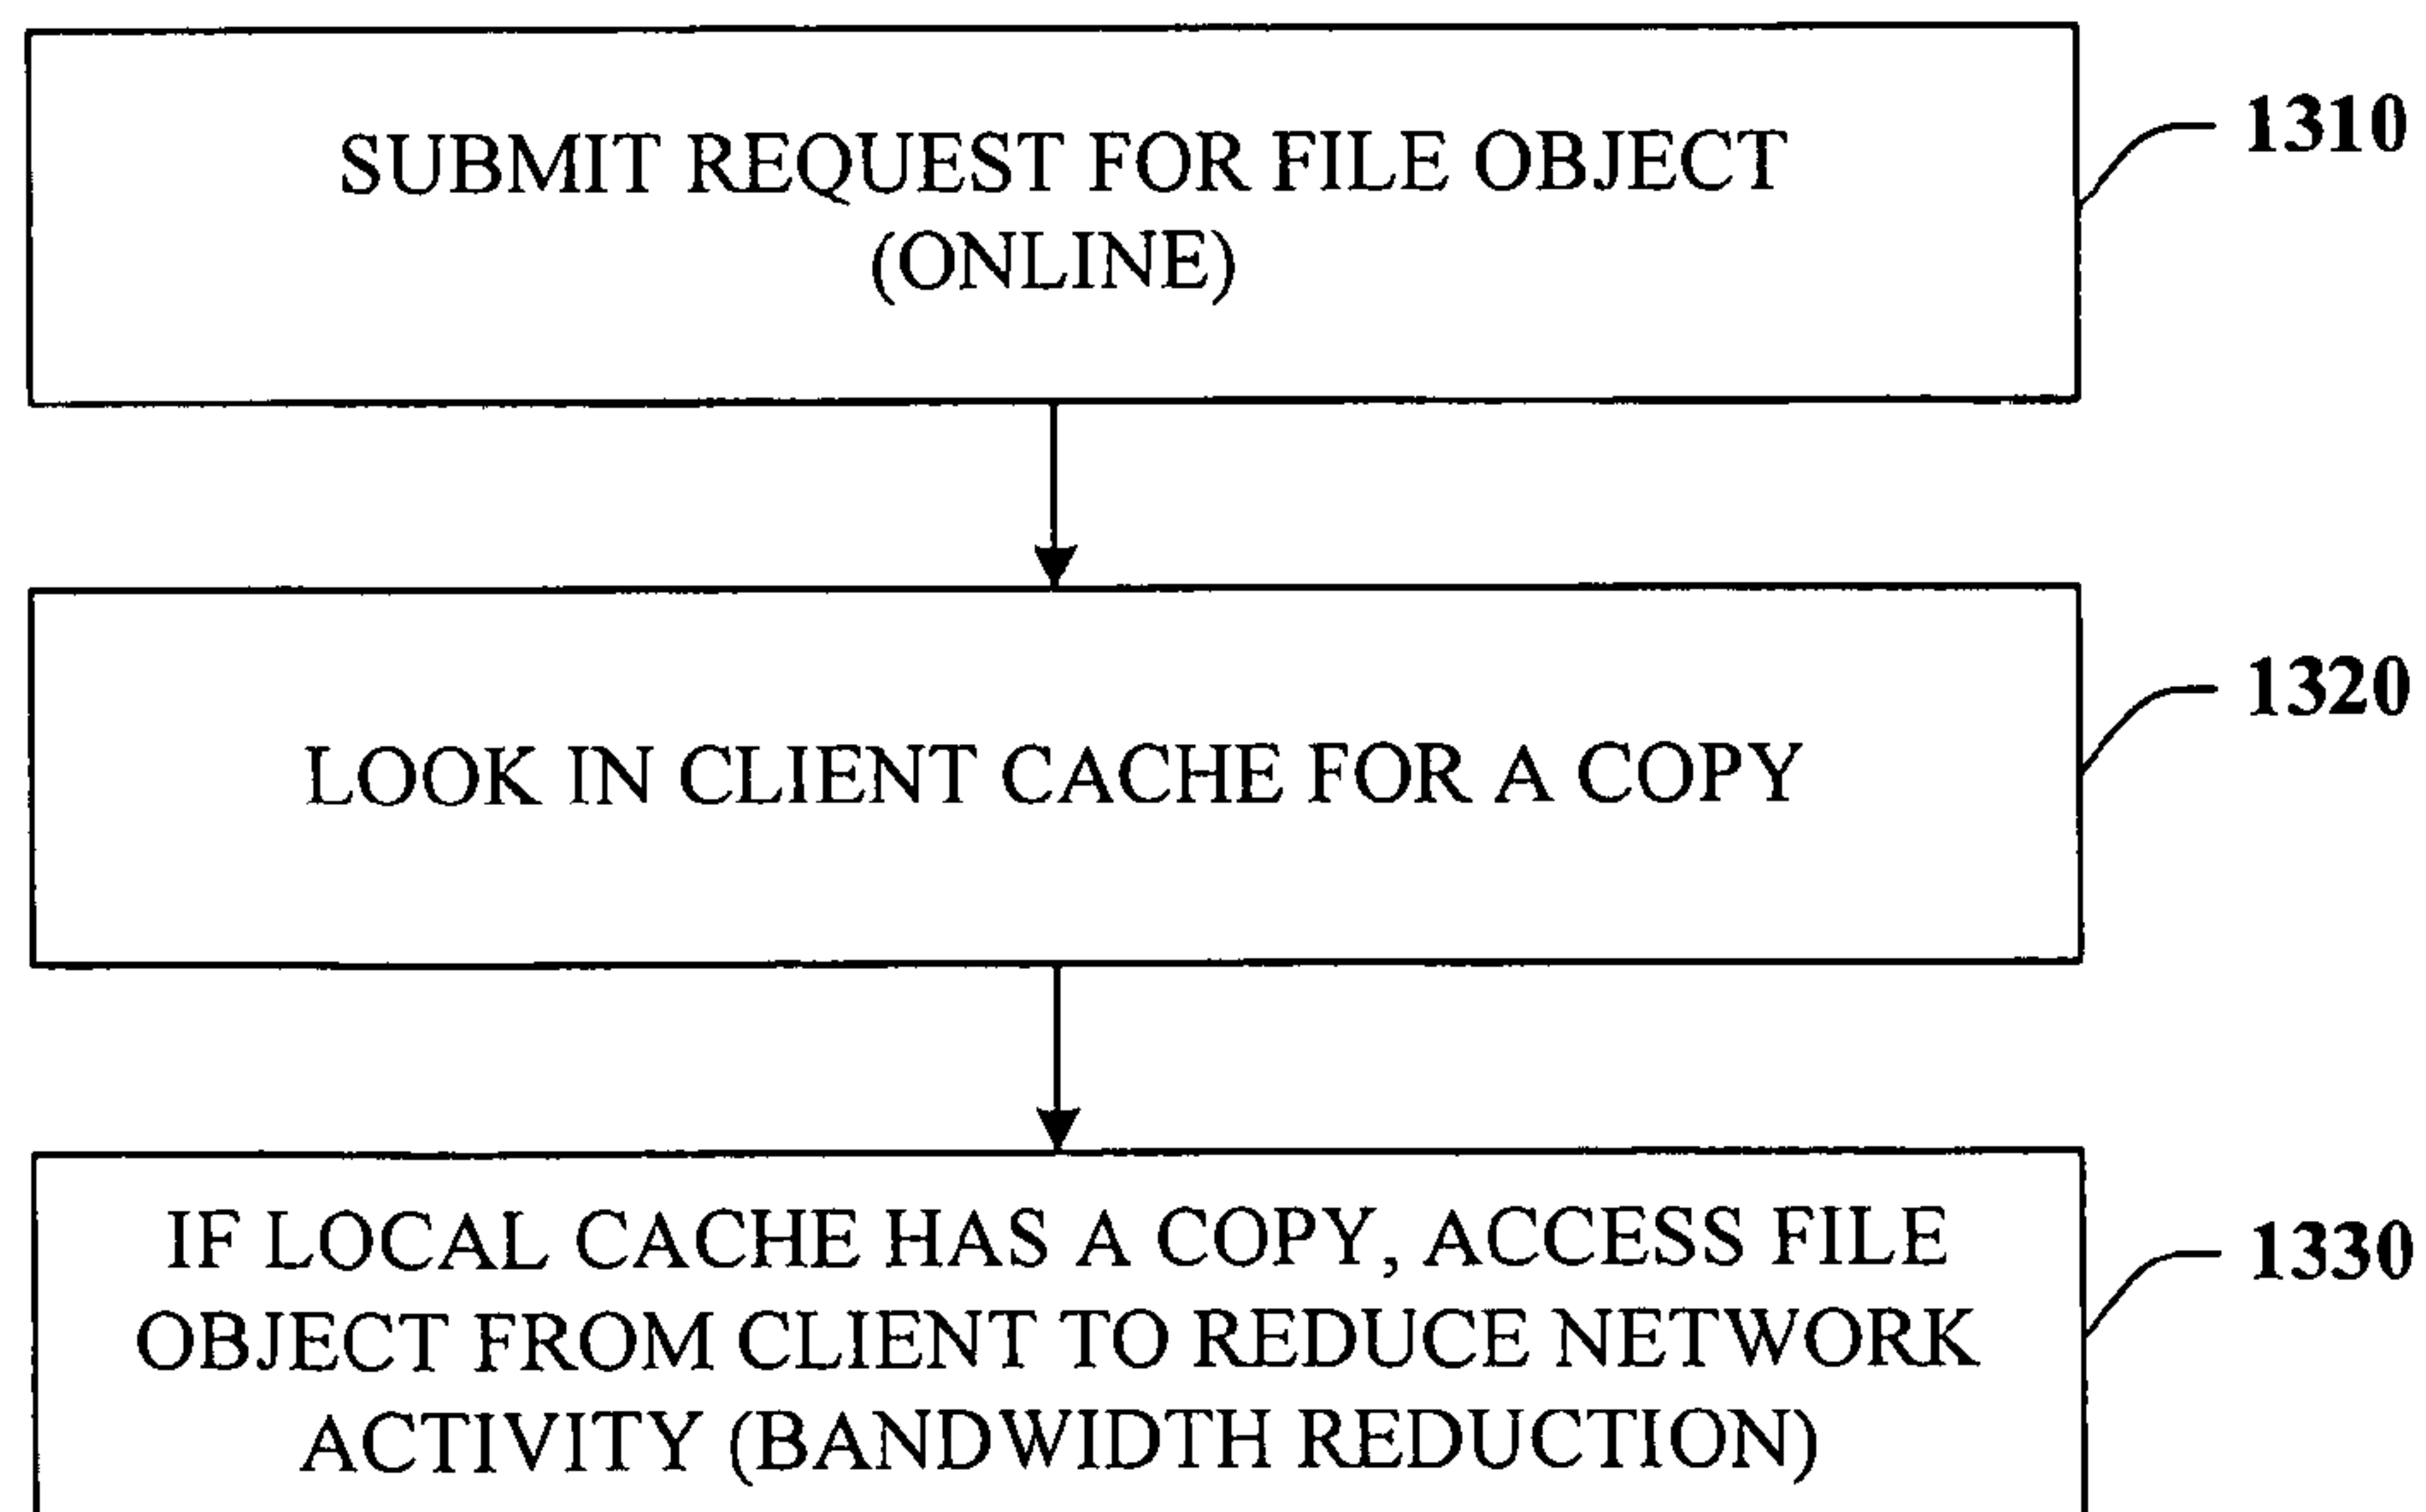 SUBMIT REQUEST FOR FILE OBJECT
(ONLINE)
1310
LOOK IN CLIENT CACHE FOR A COPY
1320
IF LOCAL CACHE HAS A COPY, ACCESS FILE
OBJECT FROM CLIENT TO REDUCE NETWORK
ACTIVITY (BANDWIDTH REDUCTION)
1330